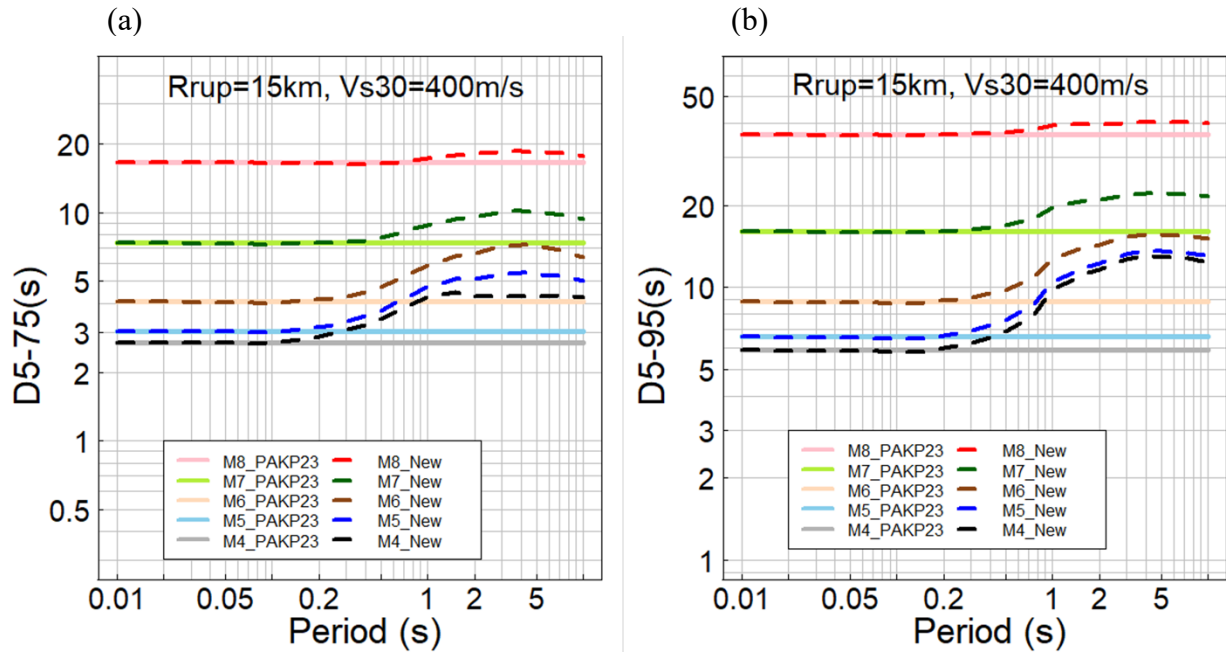 (a)
Rrup=15km, Vs30=400m/s
D5-75(s)
20
10
5
3
2
1
0.5
M8_PAKP23 M8_New
M7_PAKP23 M7_New
M6_PAKP23 M6_New
M5_PAKP23 M5_New
M4_PAKP23 M4_New
0.01 0.05 0.2 1 2 5
Period (s)
(b)
Rrup=15km, Vs30=400m/s
D5-95(s)
50
20
10
5
3
2
1
M8_PAKP23 M8_New
M7_PAKP23 M7_New
M6_PAKP23 M6_New
M5_PAKP23 M5_New
M4_PAKP23 M4_New
0.01 0.05 0.2 1 2 5
Period (s)